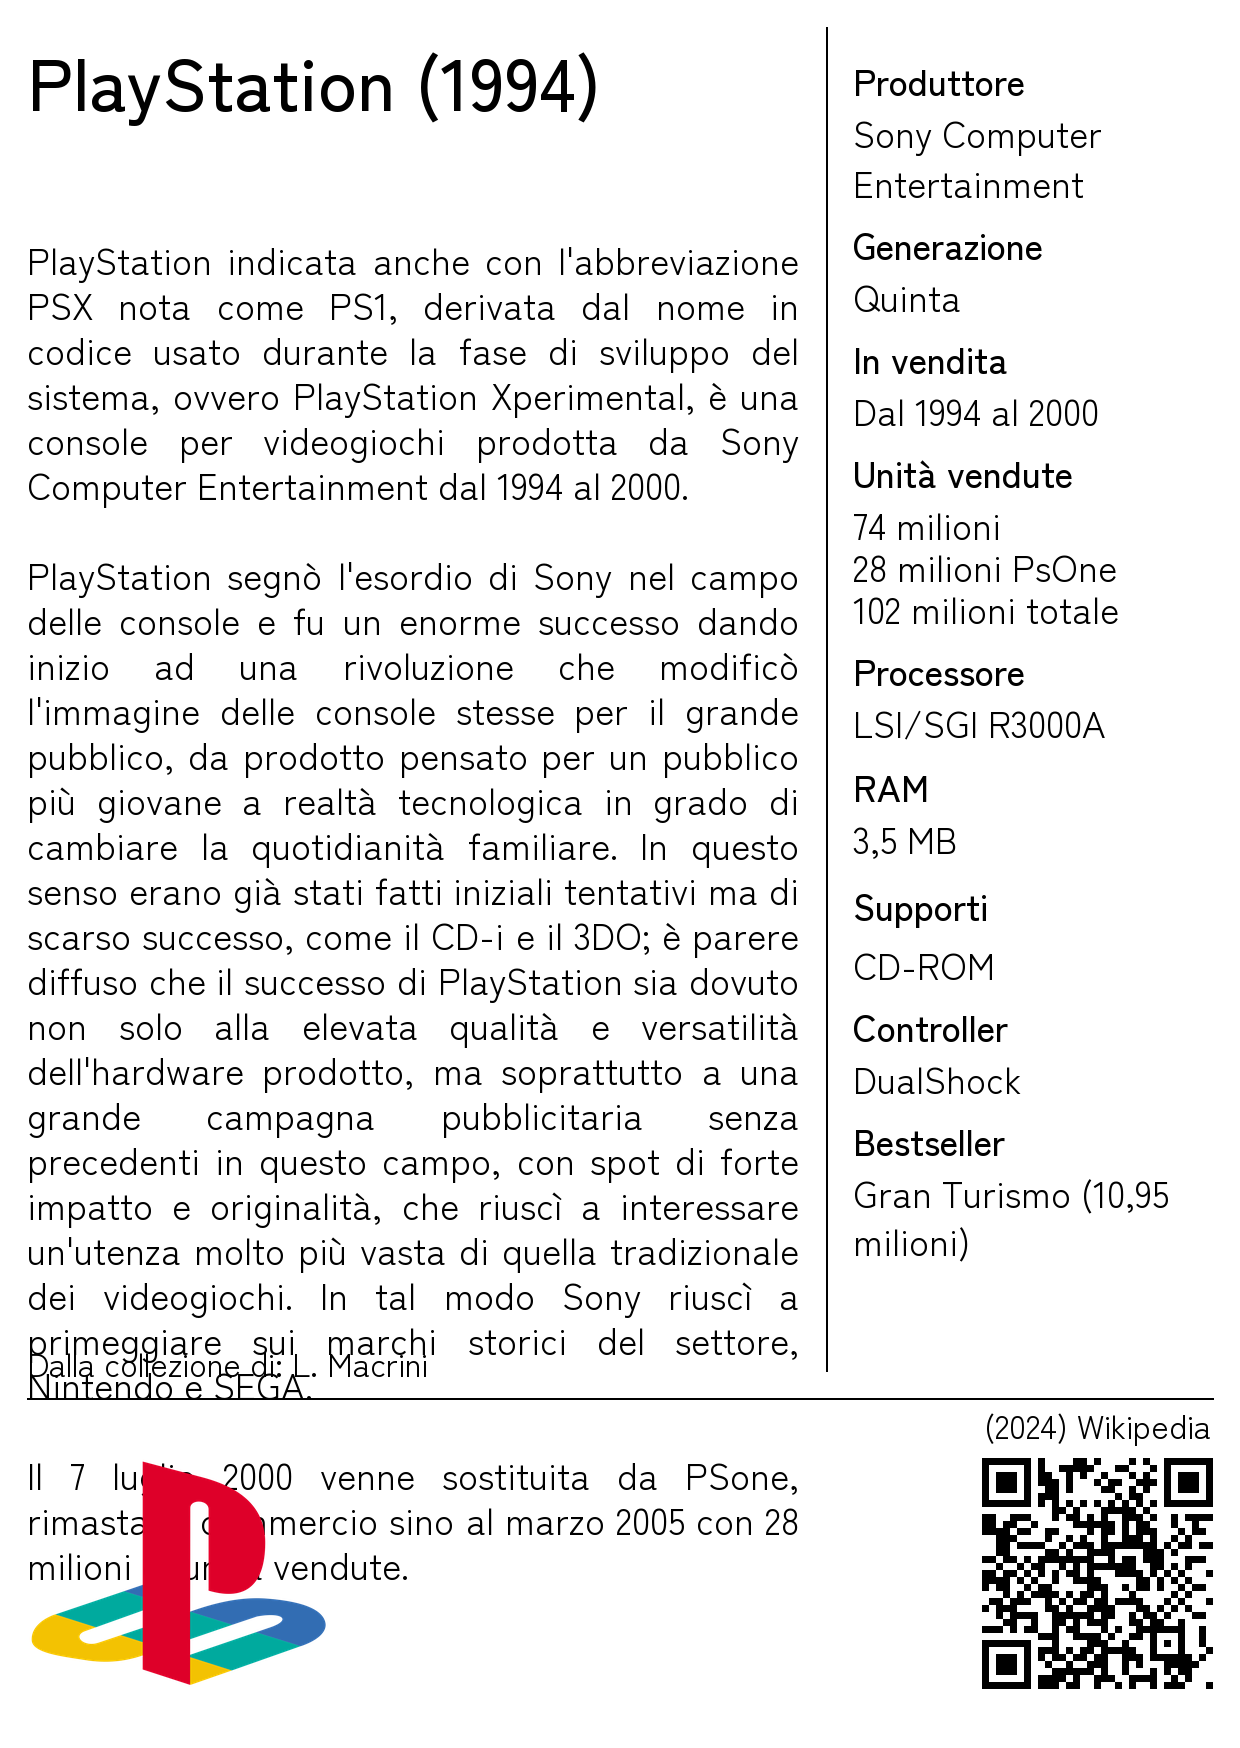 PlayStation (1994)
PlayStation indicata anche con l'abbreviazione
PSX nota come PS1, derivata dal nome in
codice usato durante la fase di sviluppo del
sistema, ovvero PlayStation Xperimental, è una
console per videogiochi prodotta da Sony
Computer Entertainment dal 1994 al 2000.
PlayStation segnò l'esordio di Sony nel campo
delle console e fu un enorme successo dando
inizio ad una rivoluzione che modificò
l'immagine delle console stesse per il grande
pubblico, da prodotto pensato per un pubblico
più giovane a realtà tecnologica in grado di
cambiare la quotidianità familiare. In questo
senso erano già stati fatti iniziali tentativi ma di
scarso successo, come il CD-i e il 3DO; è parere
diffuso che il successo di PlayStation sia dovuto
non solo alla elevata qualità e versatilità
dell'hardware prodotto, ma soprattutto a una
grande campagna pubblicitaria senza
precedenti in questo campo, con spot di forte
impatto e originalità, che riuscì a interessare
un'utenza molto più vasta di quella tradizionale
dei videogiochi. In tal modo Sony riuscì a
primeggiare sui marchi storici del settore,
Nintendo e SEGA.
Dalla collezione di: L. Macrini
Il 7 luglio 2000 venne sostituita da PSone,
rimasta commercio sino al marzo 2005 con 28
milioni vendute.
Produttore
Sony Computer
Entertainment
Generazione
Quinta
In vendita
Dal 1994 al 2000
Unità vendute
74 milioni
28 milioni PsOne
102 milioni totale
Processore
LSI/SGI R3000A
RAM
3,5 MB
Supporti
CD-ROM
Controller
DualShock
Bestseller
Gran Turismo (10,95
milioni)
(2024) Wikipedia